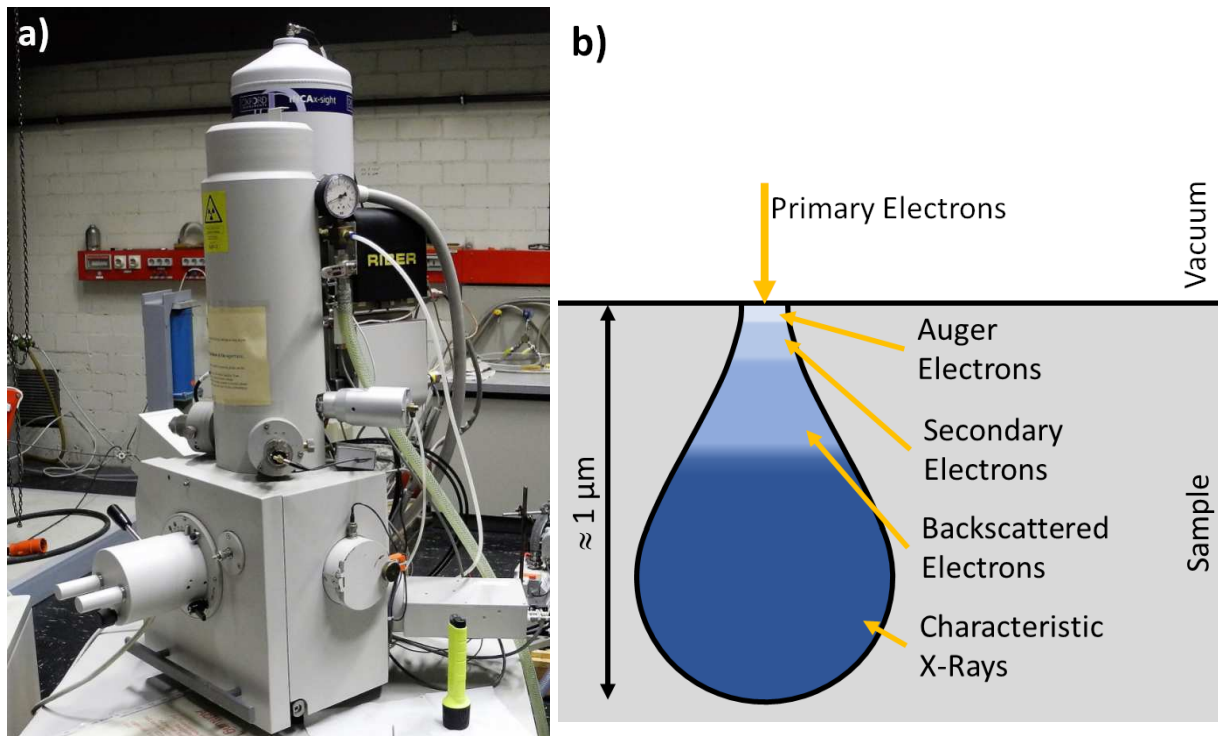 a)
INCAx-sight
RIBER
b)
Primary Electrons
Vacuum
Auger
Electrons
Secondary
Electrons
Backscattered
Electrons
Characteristic
X-Rays
≈ 1 µm
Sample